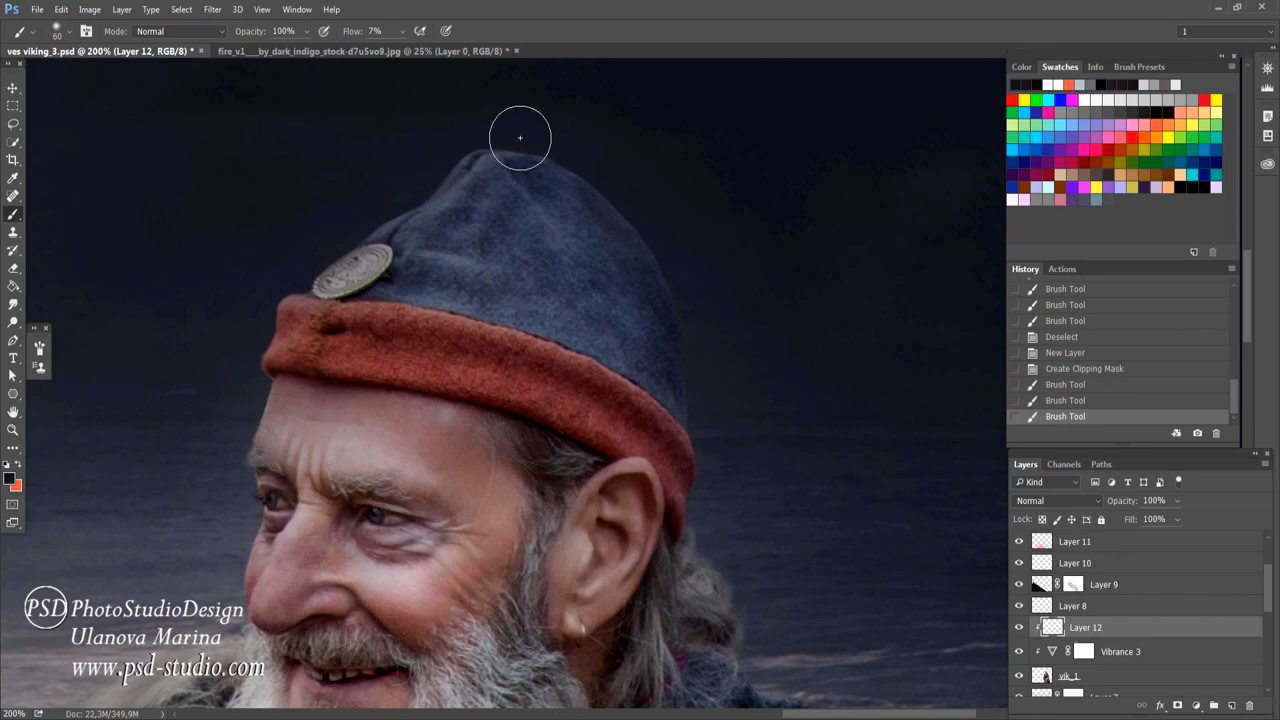 Ps File Edit Image Layer Type Select Filter 3D View Window Help
60 Mode: Normal Opacity: 100% Flow: 7% 1
ves viking_3.psd @ 200% (Layer 12, RGB/8) * × fire_v1___by_dark_indigo_stock-d7u5vo9.jpg @ 25% (Layer 0, RGB/8) * ×
Color Swatches Info Brush Presets
History Actions
Brush Tool
Brush Tool
Brush Tool
Deselect
New Layer
Create Clipping Mask
Brush Tool
Brush Tool
Brush Tool
Layers Channels Paths
Kind
Normal Opacity: 100%
Lock: Fill: 100%
Layer 11
Layer 10
Layer 9
Layer 8
Layer 12
Vibrance 3
vik_1
PSD PhotoStudioDesign
Ulanova Marina
www.psd-studio.com
200% Doc: 22,3M/349,9M